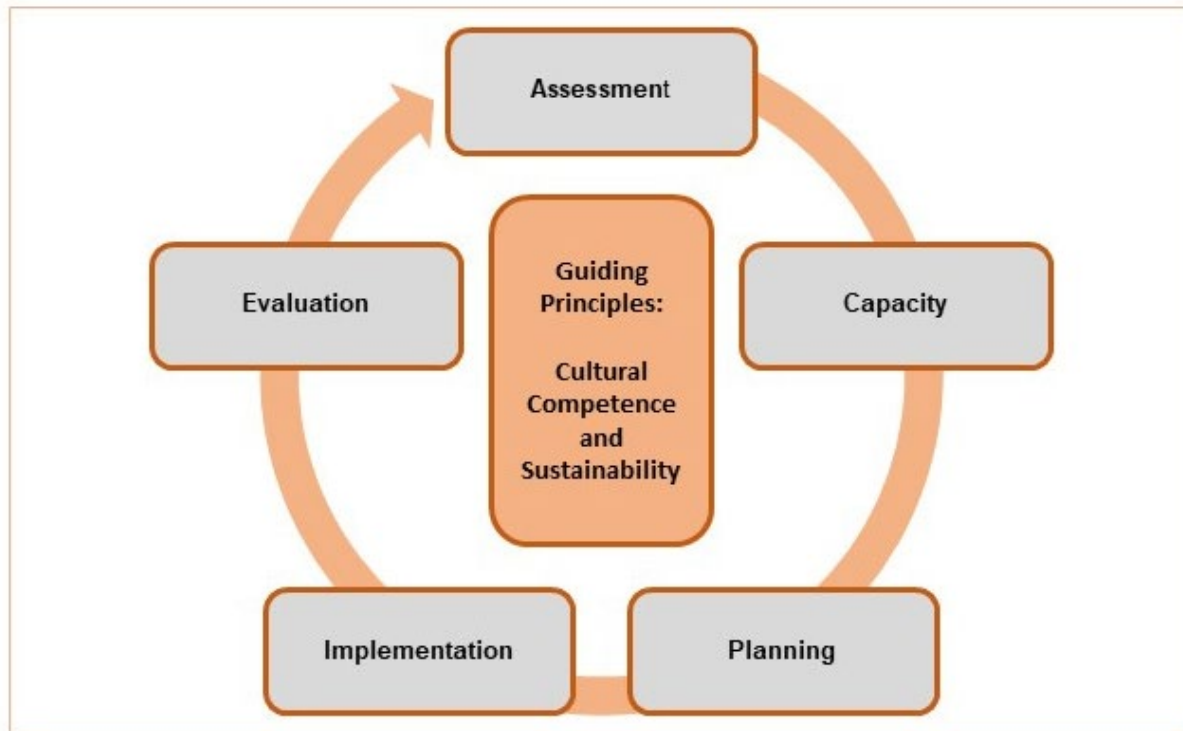 Assessment
Capacity
Planning
Implementation
Evaluation
Guiding
Principles:
Cultural
Competence
and
Sustainability